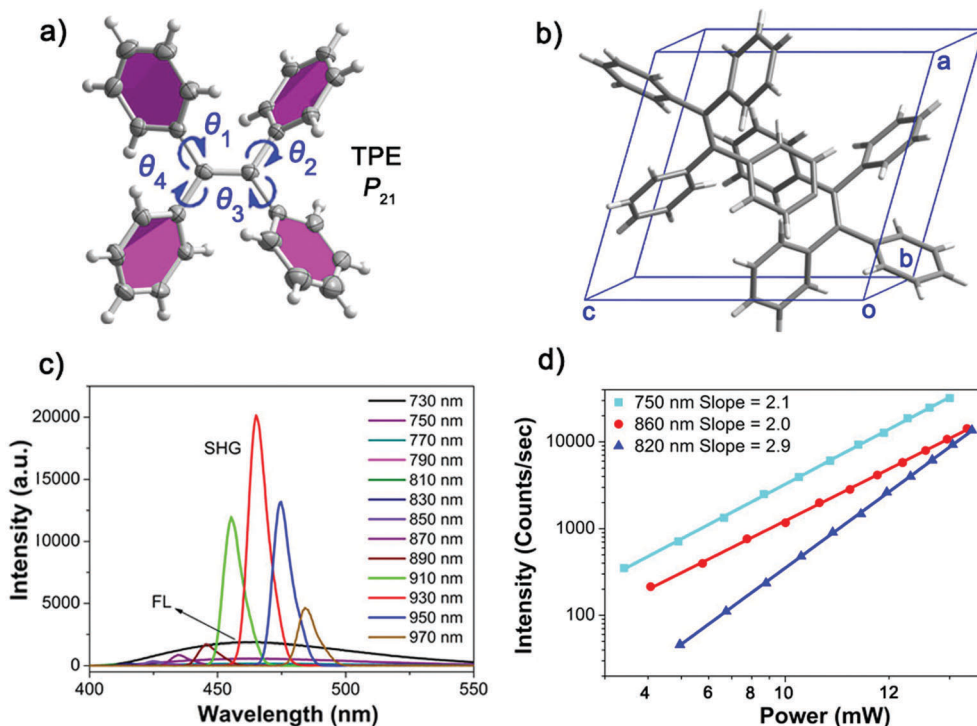 a)
θ1
θ2
θ3
θ4
TPE
P21
b)
a
b
c
o
c)
Intensity (a.u.)
20000
15000
10000
5000
0
SHG
FL
730 nm
750 nm
770 nm
790 nm
810 nm
830 nm
850 nm
870 nm
890 nm
910 nm
930 nm
950 nm
970 nm
400
450
500
550
Wavelength (nm)
d)
Intensity (Counts/sec)
10000
1000
100
750 nm Slope = 2.1
860 nm Slope = 2.0
820 nm Slope = 2.9
4
6
8
10
12
Power (mW)